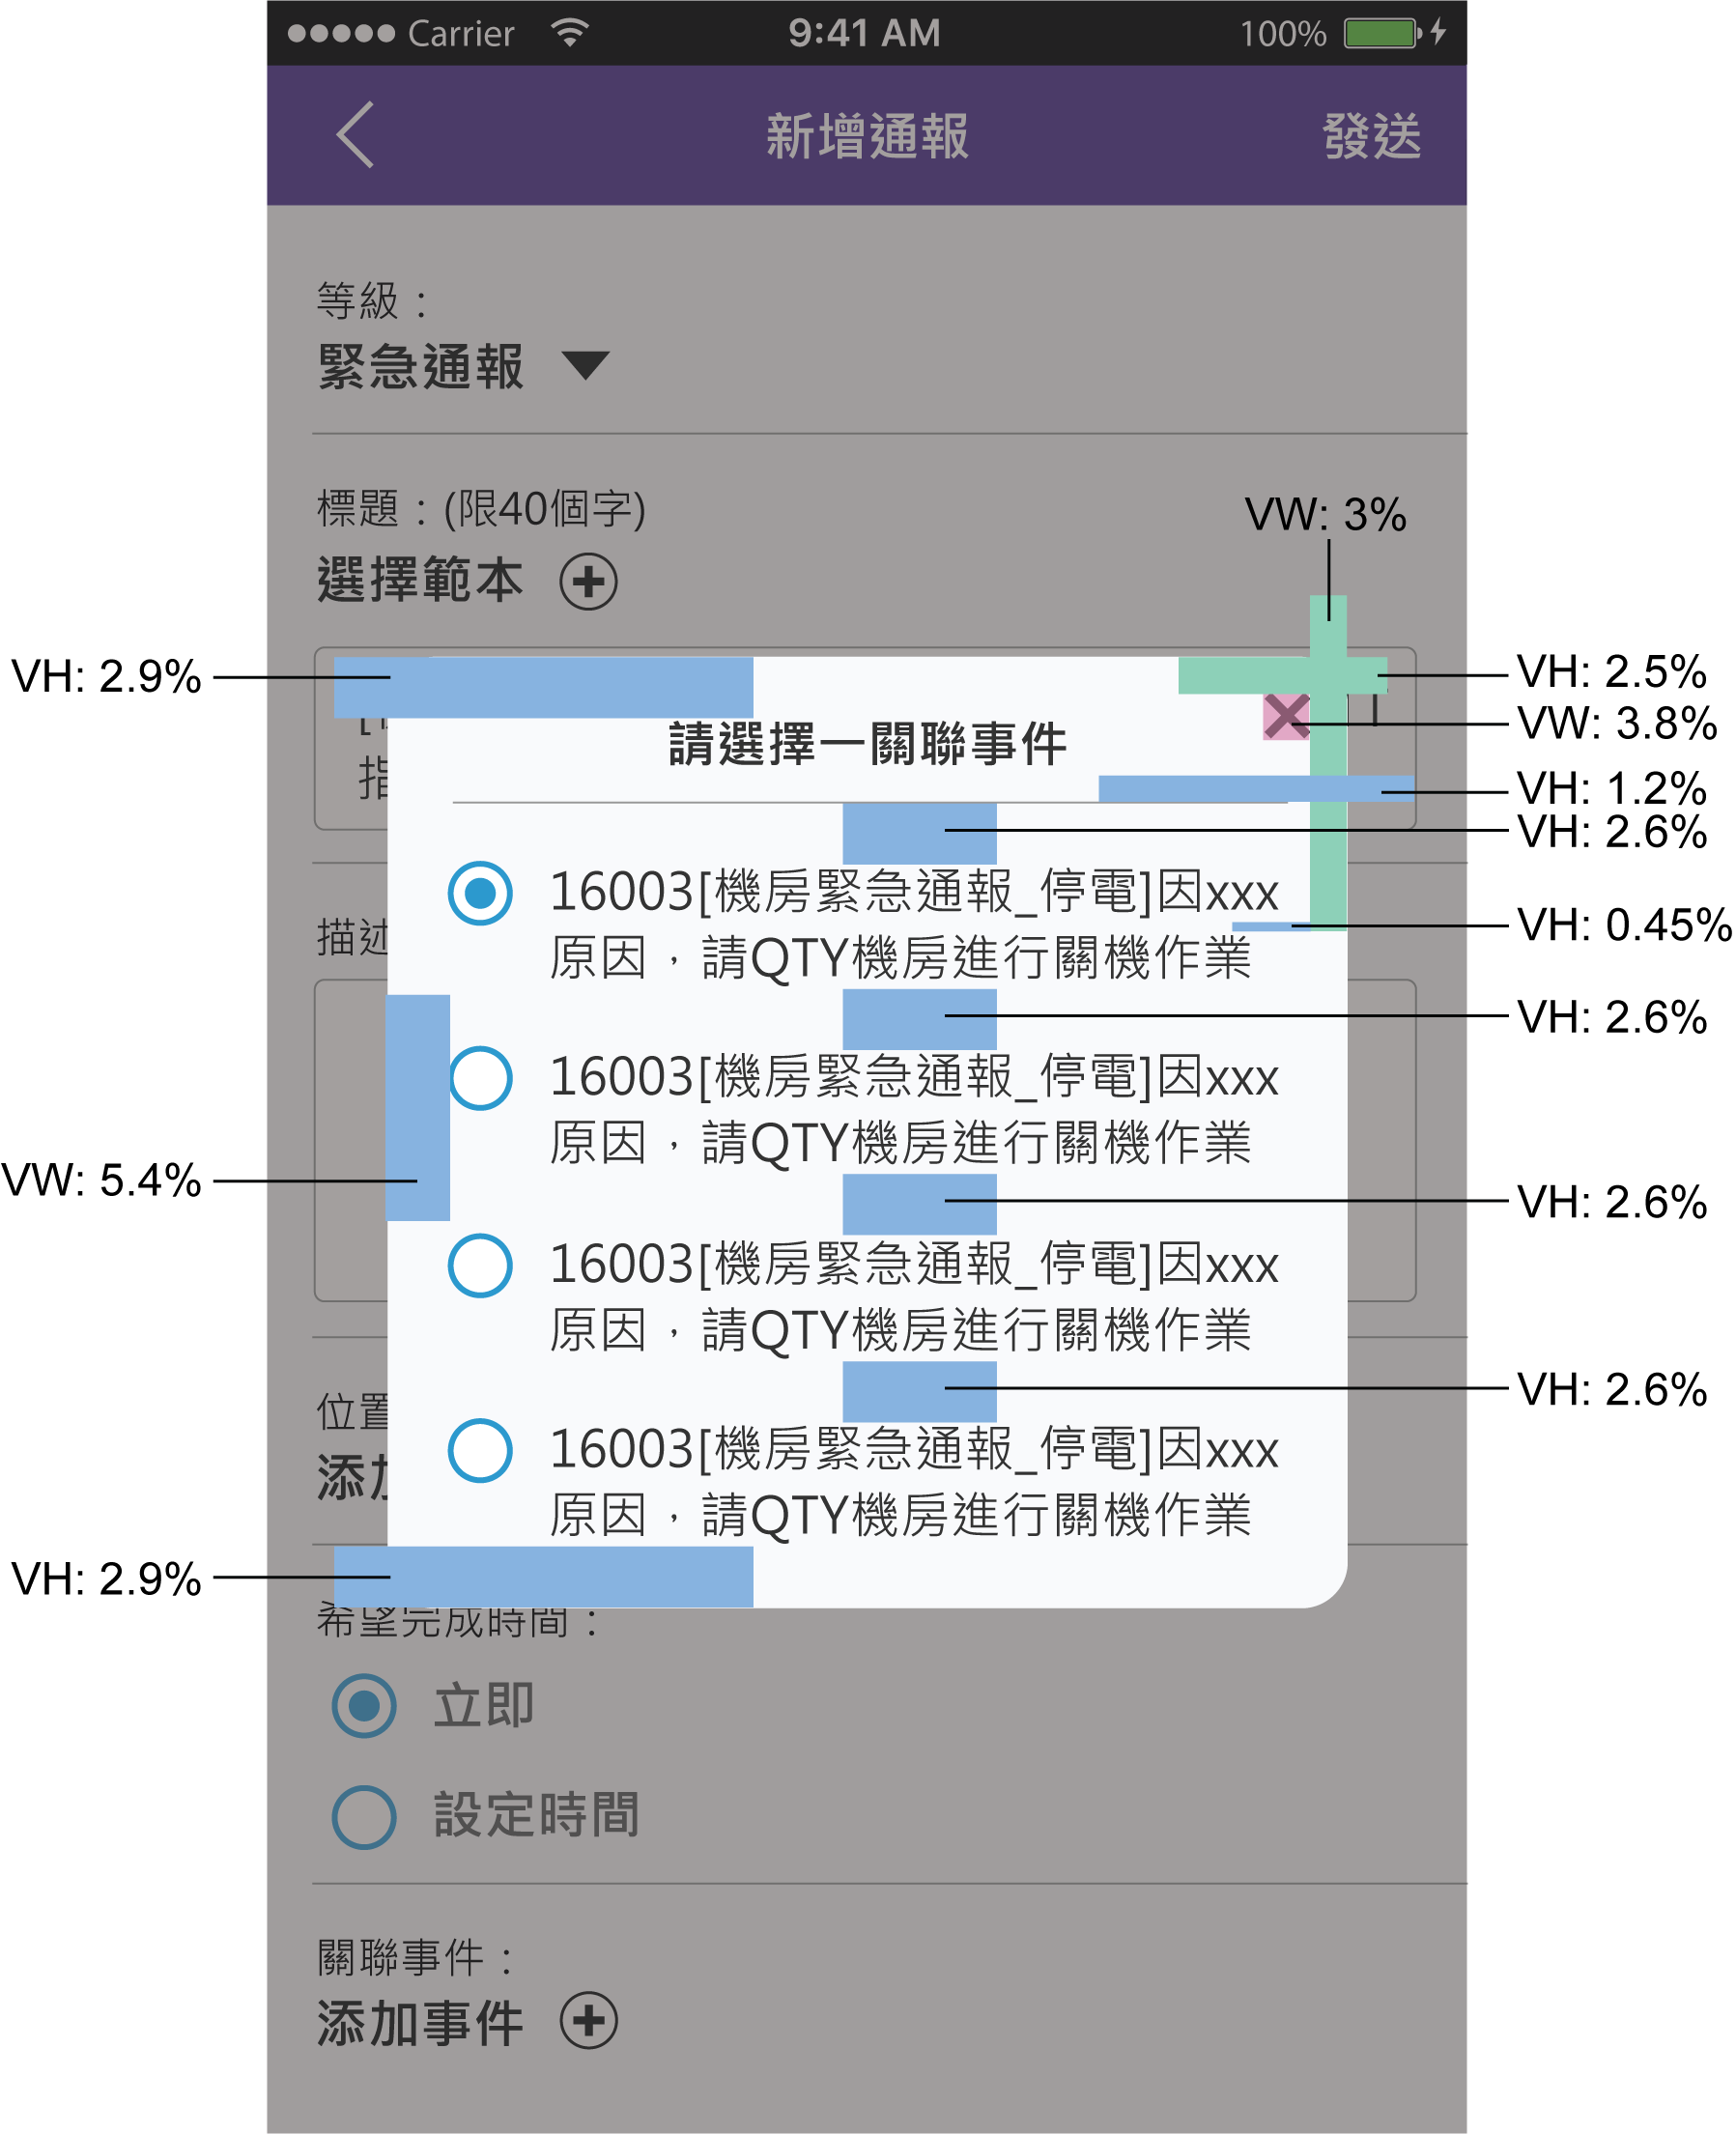 Carrier 9:41 AM 100%
新增通報 發送
等級：
緊急通報
標題：(限40個字)
選擇範本
VW: 3%
VH: 2.9%
VH: 2.5%
VW: 3.8%
請選擇一關聯事件
指
VH: 1.2%
VH: 2.6%
16003[機房緊急通報_停電]因xxx
原因，請QTY機房進行關機作業
VH: 0.45%
描述
VH: 2.6%
16003[機房緊急通報_停電]因xxx
原因，請QTY機房進行關機作業
VW: 5.4%
VH: 2.6%
16003[機房緊急通報_停電]因xxx
原因，請QTY機房進行關機作業
VH: 2.6%
位置
16003[機房緊急通報_停電]因xxx
添加
原因，請QTY機房進行關機作業
VH: 2.9%
希望完成時間：
立即
設定時間
關聯事件：
添加事件